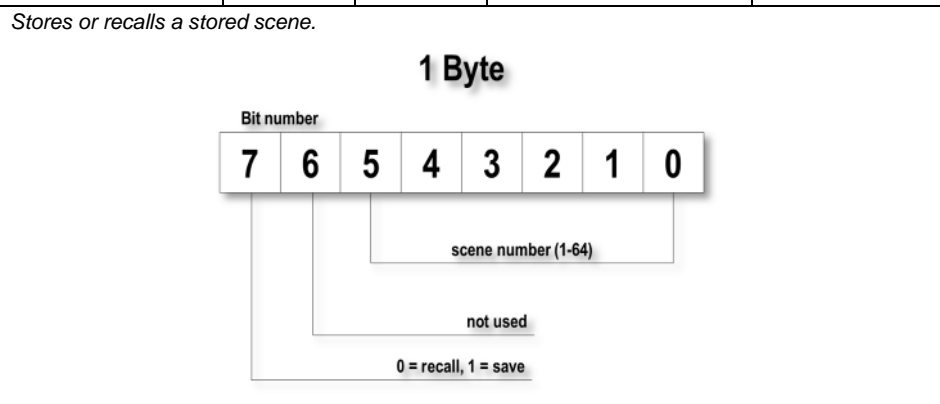 Stores or recalls a stored scene.
1 Byte
Bit number
7 6 5 4 3 2 1 0
scene number (1-64)
not used
0 = recall, 1 = save